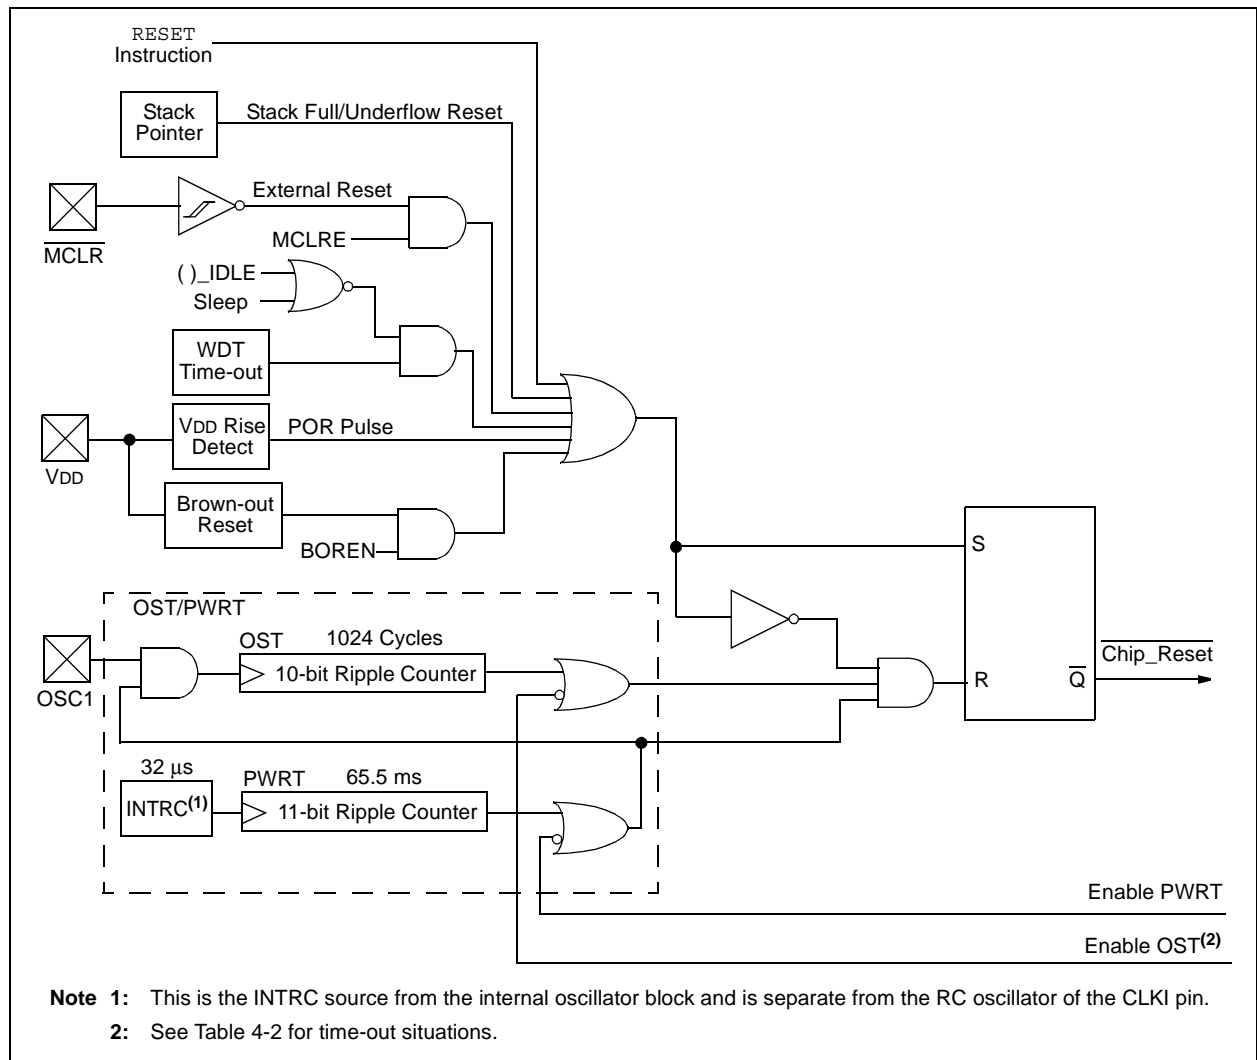 RESET
Instruction
Stack
Pointer
Stack Full/Underflow Reset
External Reset
MCLR
MCLRE
( )_IDLE
Sleep
WDT
Time-out
VDD
VDD Rise
Detect
POR Pulse
Brown-out
Reset
BOREN
S
R
Q
Chip_Reset
OST/PWRT
OSC1
OST
1024 Cycles
10-bit Ripple Counter
32 μs
INTRC(1)
PWRT
65.5 ms
11-bit Ripple Counter
Enable PWRT
Enable OST(2)
Note 1: This is the INTRC source from the internal oscillator block and is separate from the RC oscillator of the CLKI pin.
2: See Table 4-2 for time-out situations.